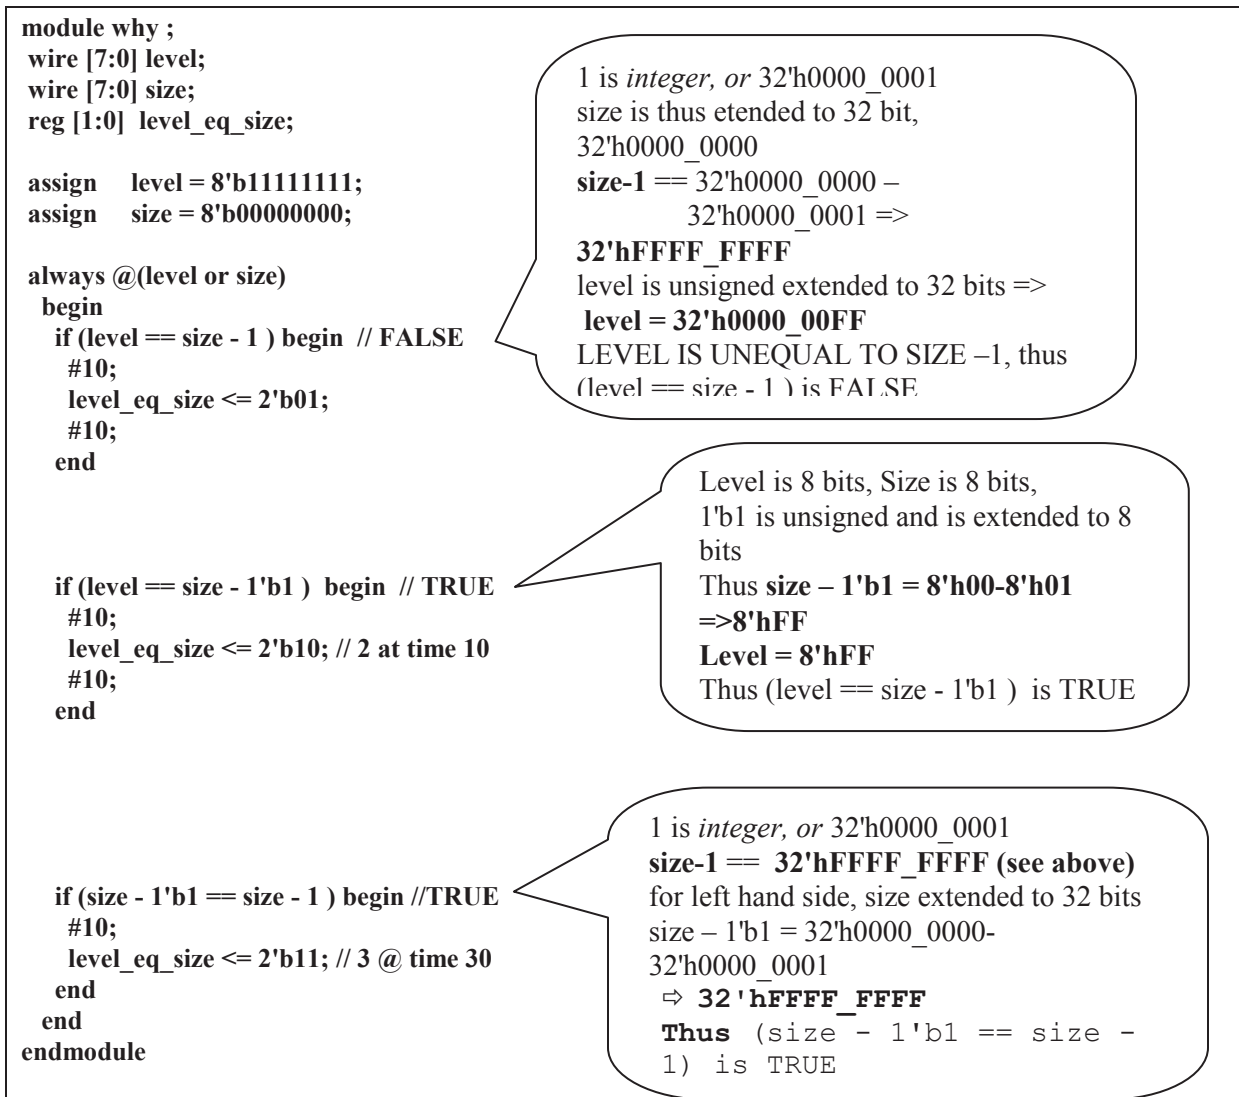 module why ;
wire [7:0] level;
wire [7:0] size;
reg [1:0] level_eq_size;
assign level = 8'b11111111;
assign size = 8'b00000000;
always @(level or size)
begin
if (level == size - 1 ) begin // FALSE
#10;
level_eq_size <= 2'b01;
#10;
end
if (level == size - 1'b1 ) begin // TRUE
#10;
level_eq_size <= 2'b10; // 2 at time 10
#10;
end
if (size - 1'b1 == size - 1 ) begin //TRUE
#10;
level_eq_size <= 2'b11; // 3 @ time 30
end
end
endmodule
1 is integer, or 32'h0000_0001
size is thus etended to 32 bit,
32'h0000_0000
size-1 == 32'h0000_0000 –
32'h0000_0001 =>
32'hFFFF_FFFF
level is unsigned extended to 32 bits =>
level = 32'h0000_00FF
LEVEL IS UNEQUAL TO SIZE –1, thus
(level == size - 1 ) is FALSE
Level is 8 bits, Size is 8 bits,
1'b1 is unsigned and is extended to 8
bits
Thus size – 1'b1 = 8'h00-8'h01
=>8'hFF
Level = 8'hFF
Thus (level == size - 1'b1 ) is TRUE
1 is integer, or 32'h0000_0001
size-1 == 32'hFFFF_FFFF (see above)
for left hand side, size extended to 32 bits
size – 1'b1 = 32'h0000_0000-
32'h0000_0001
⇨ 32'hFFFF_FFFF
Thus (size - 1'b1 == size -
1) is TRUE